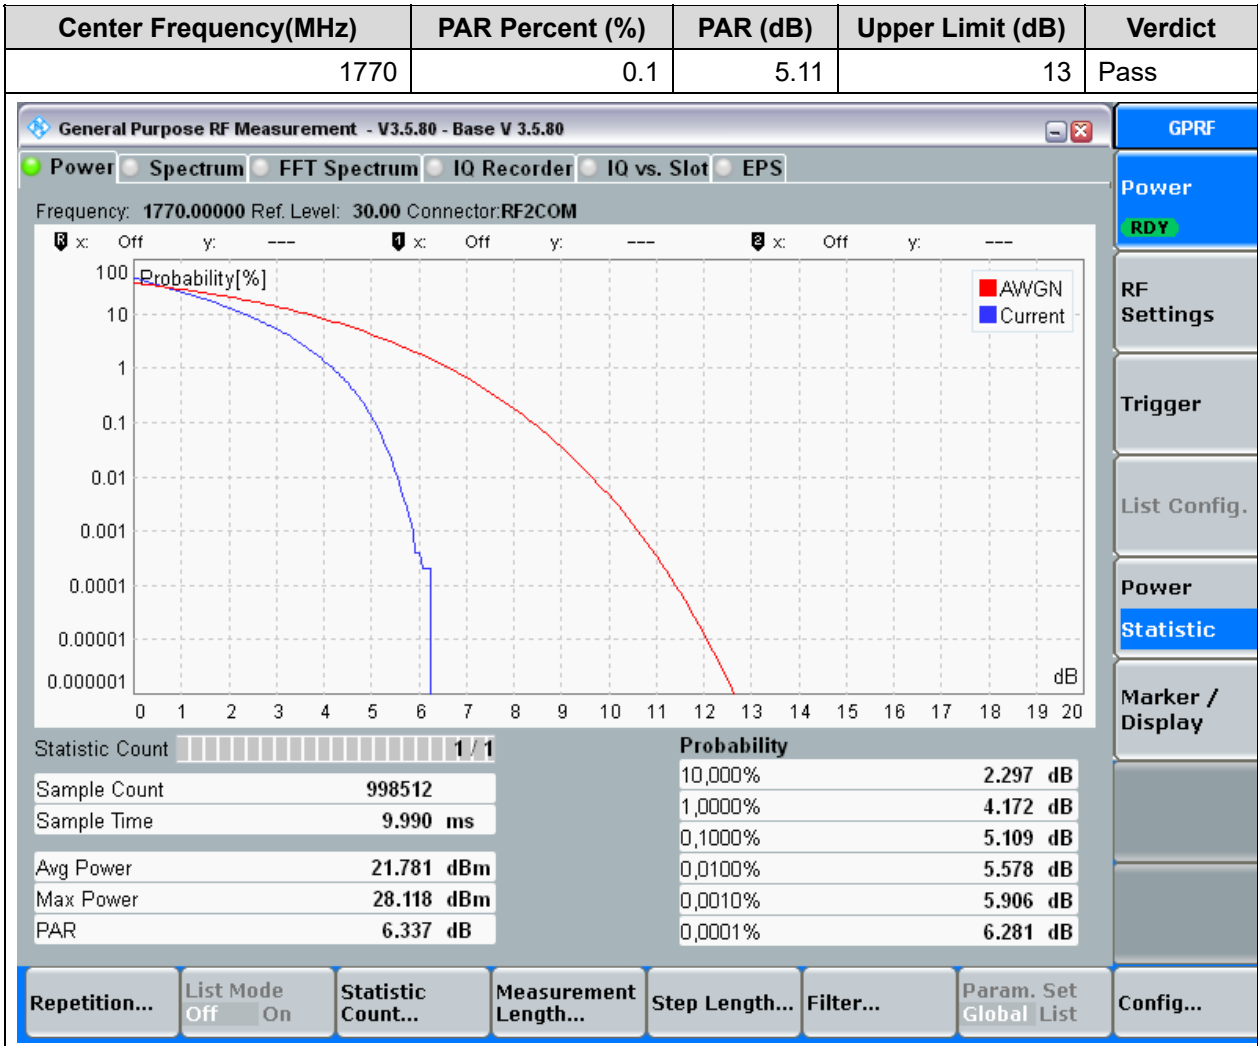 Center Frequency(MHz) PAR Percent (%) PAR (dB) Upper Limit (dB) Verdict
1770 0.1 5.11 13 Pass
General Purpose RF Measurement - V3.5.80 - Base V 3.5.80
GPRF
Power Spectrum FFT Spectrum IQ Recorder IQ vs. Slot EPS
Power
RDY
Frequency: 1770.00000 Ref. Level: 30.00 Connector:RF2COM
R x: Off y: --- 1 x: Off y: --- 2 x: Off y: ---
Probability[%]
100
10
1
0.1
0.01
0.001
0.0001
0.00001
0.000001
AWGN
Current
dB
0 1 2 3 4 5 6 7 8 9 10 11 12 13 14 15 16 17 18 19 20
RF
Settings
Trigger
List Config.
Power
Statistic
Marker /
Display
Statistic Count 1 / 1
Sample Count 998512
Sample Time 9.990 ms
Avg Power 21.781 dBm
Max Power 28.118 dBm
PAR 6.337 dB
Probability
10,000% 2.297 dB
1,0000% 4.172 dB
0,1000% 5.109 dB
0,0100% 5.578 dB
0,0010% 5.906 dB
0,0001% 6.281 dB
Repetition...
List Mode
Off On
Statistic
Count...
Measurement
Length...
Step Length...
Filter...
Param. Set
Global List
Config...